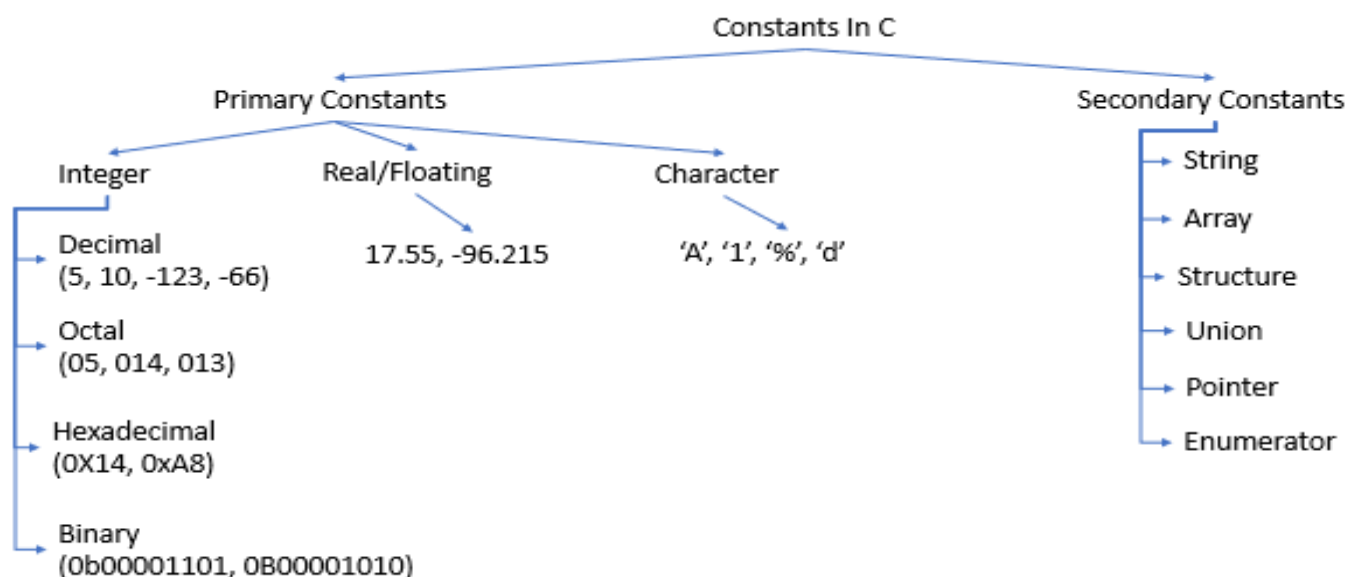 Constants In C
Primary Constants
Secondary Constants
Integer
Real/Floating
Character
Decimal
(5, 10, -123, -66)
Octal
(05, 014, 013)
Hexadecimal
(0X14, 0xA8)
Binary
(0b00001101, 0B00001010)
17.55, -96.215
‘A’, ‘1’, ‘%’, ‘d’
String
Array
Structure
Union
Pointer
Enumerator